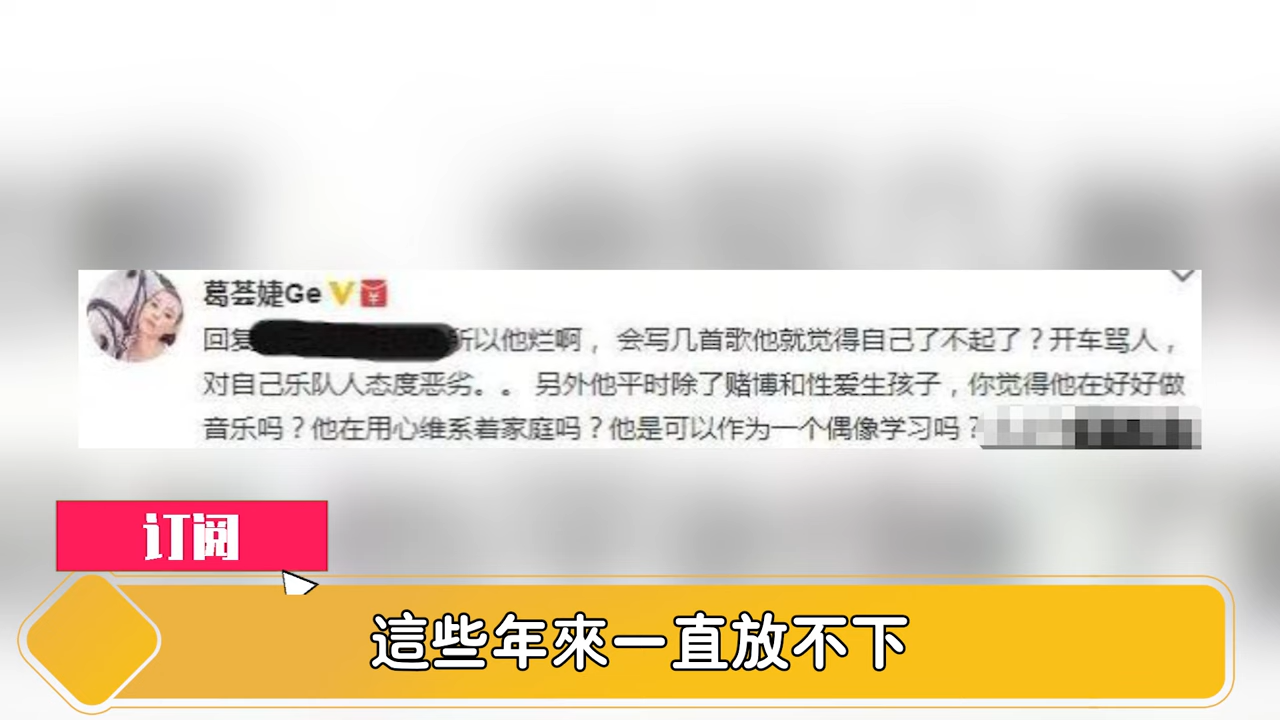 葛荟婕Ge
回复 所以他烂啊，会写几首歌他就觉得自己了不起了？开车骂人，
对自己乐队人态度恶劣。。另外他平时除了赌博和性爱生孩子，你觉得他在好好做
音乐吗？他在用心维系着家庭吗？他是可以作为一个偶像学习吗？
订阅
這些年來一直放不下